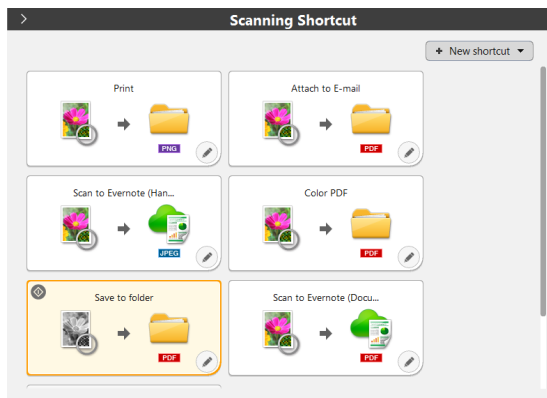 Scanning Shortcut
+ New shortcut
Print
PNG
Attach to E-mail
PDF
Scan to Evernote (Han...
JPEG
Color PDF
PDF
Save to folder
PDF
Scan to Evernote (Docu...
PDF